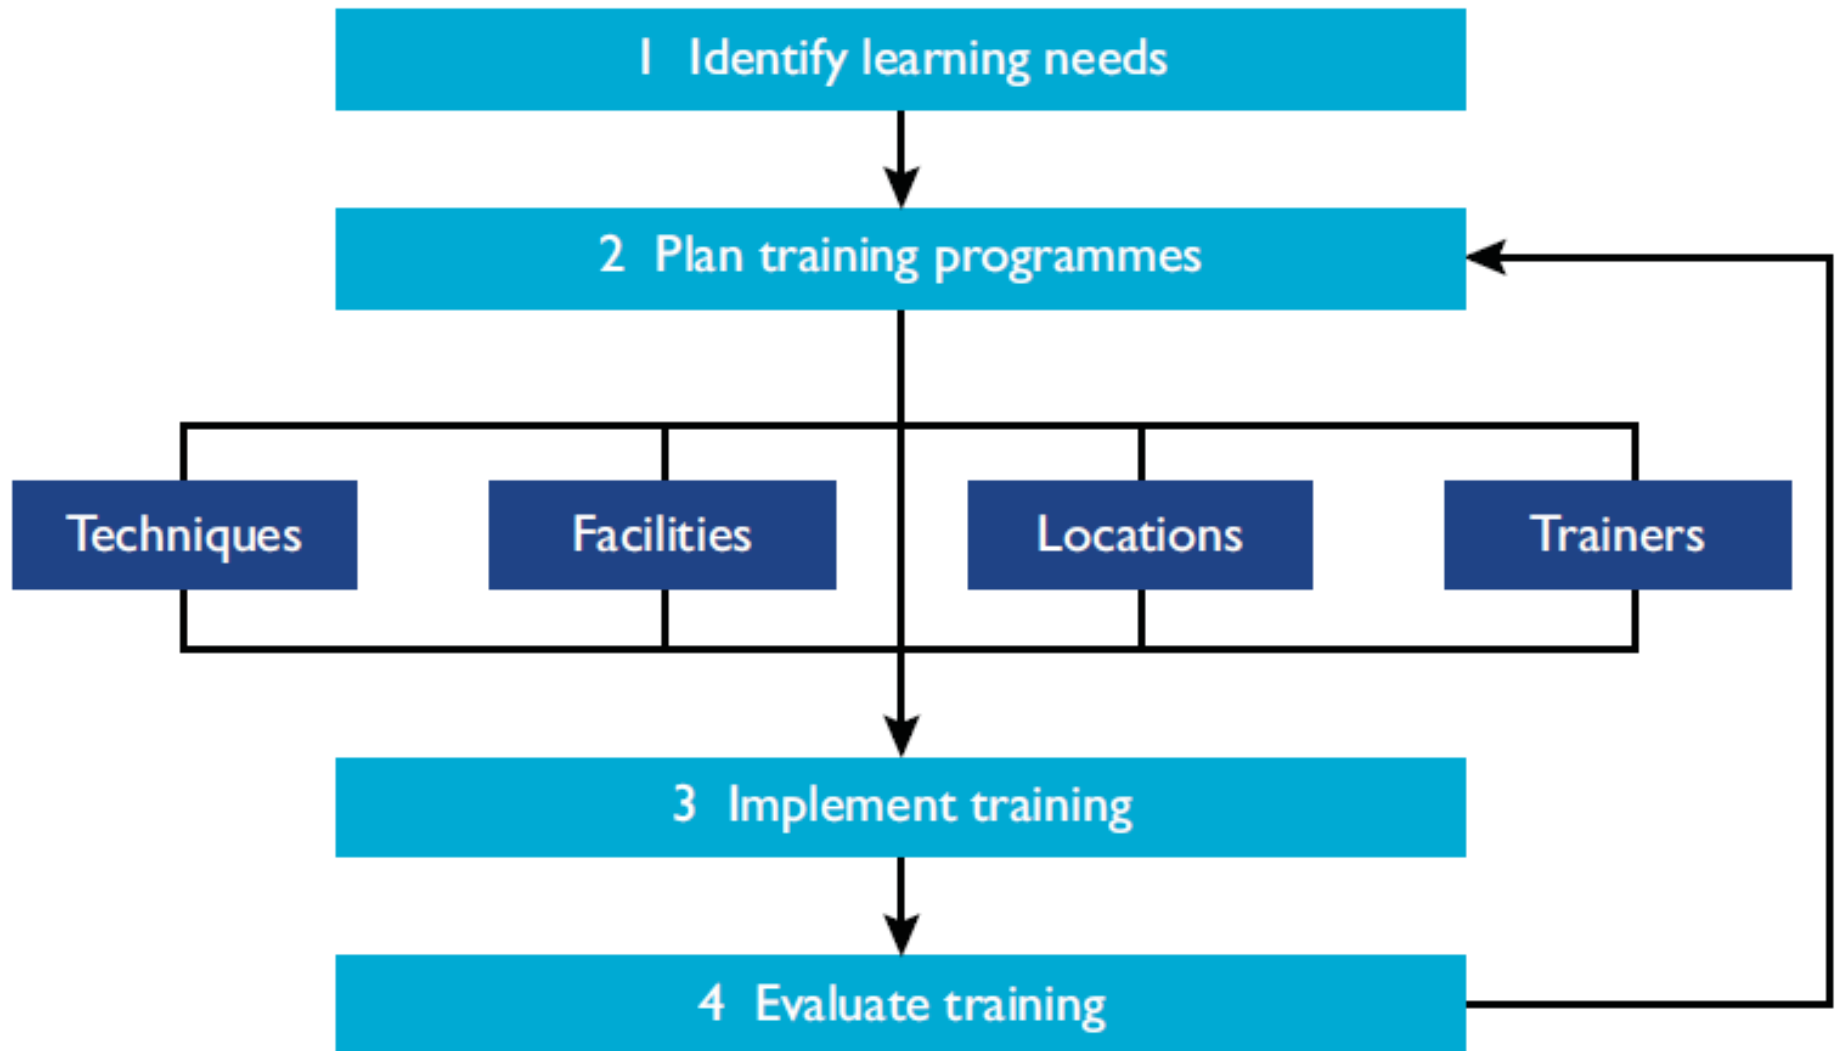 1 Identify learning needs
2 Plan training programmes
Techniques
Facilities
Locations
Trainers
3 Implement training
4 Evaluate training